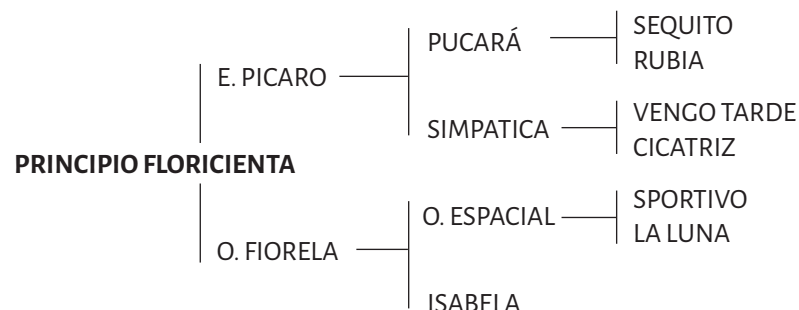 SEQUITO
PUCARÁ
RUBIA
E. PICARO
VENGO TARDE
SIMPATICA
CICATRIZ
PRINCIPIO FLORICIENTA
SPORTIVO
O. ESPACIAL
LA LUNA
O. FIORELA
ISABELA